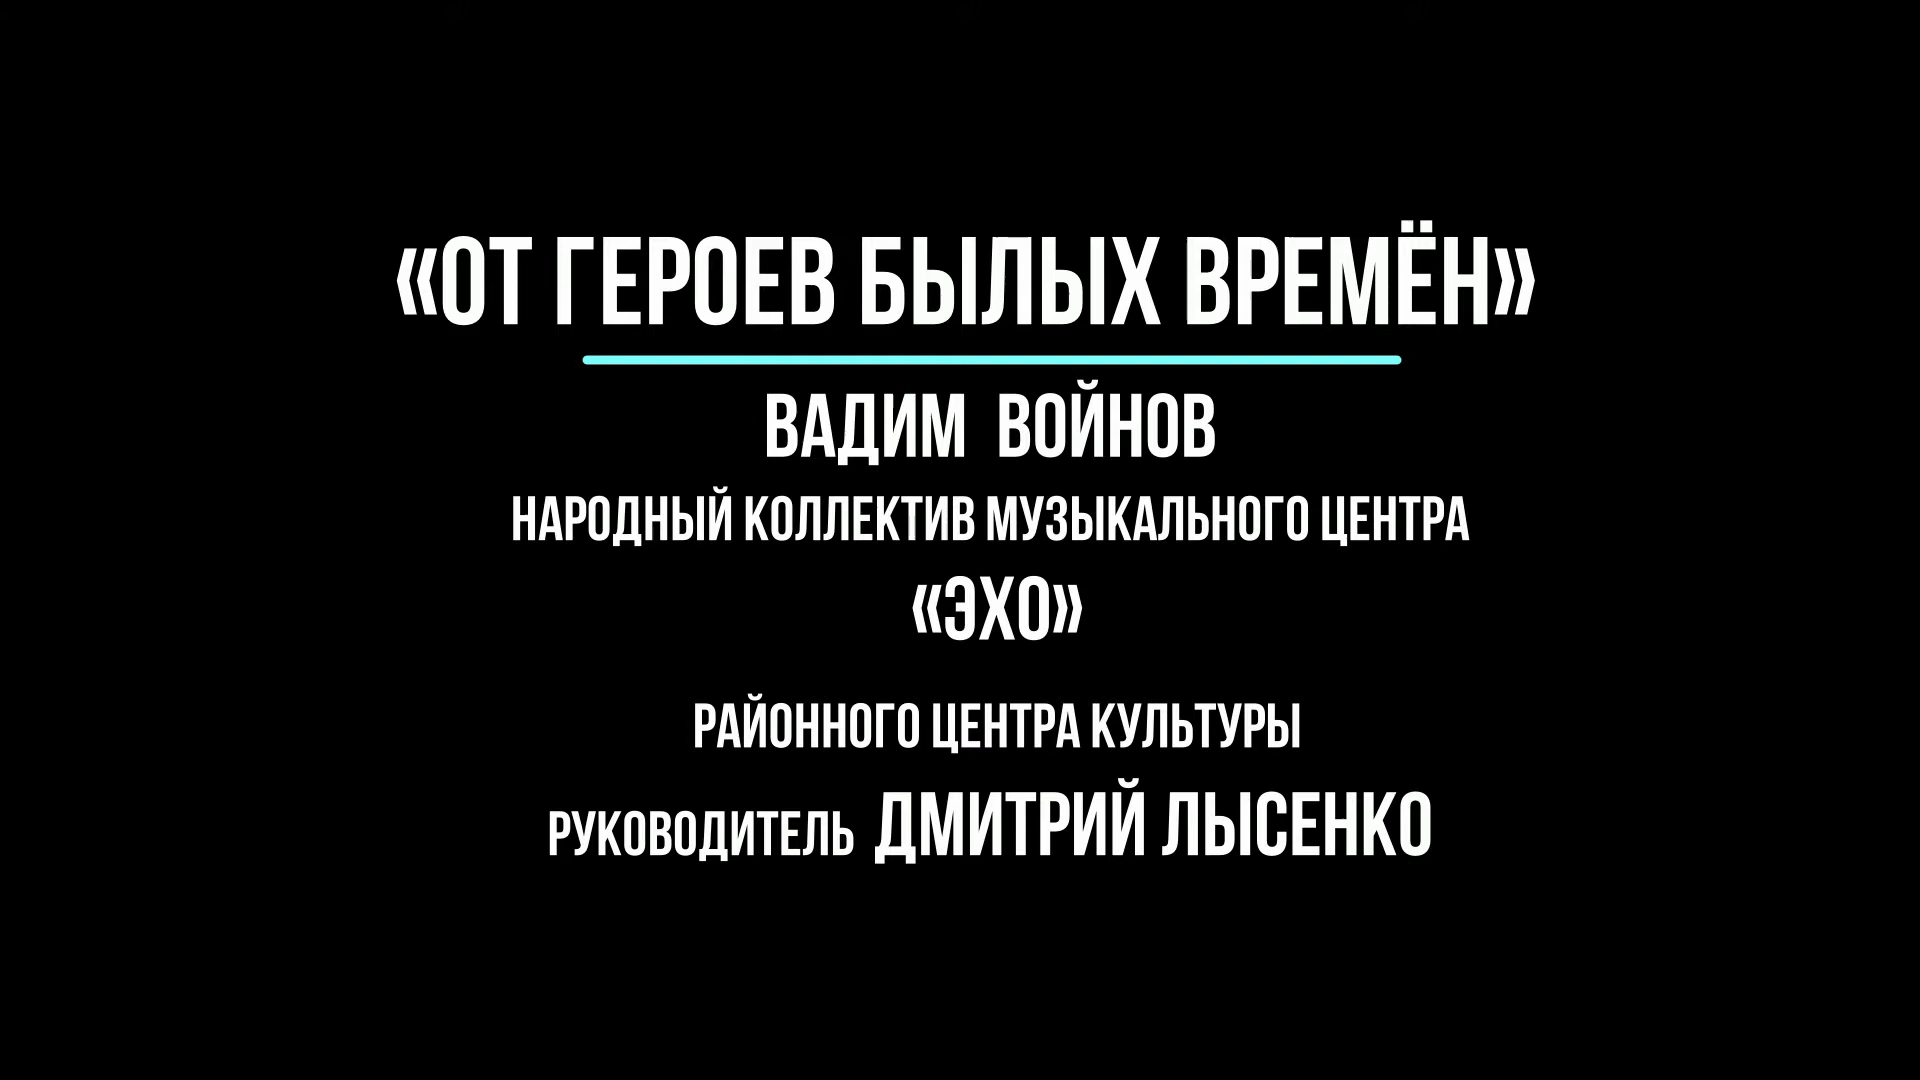 «ОТ ГЕРОЕВ БЫЛЫХ ВРЕМЁН»
ВАДИМ ВОЙНОВ
НАРОДНЫЙ КОЛЛЕКТИВ МУЗЫКАЛЬНОГО ЦЕНТРА
«ЭХО»
РАЙОННОГО ЦЕНТРА КУЛЬТУРЫ
РУКОВОДИТЕЛЬ ДМИТРИЙ ЛЫСЕНКО